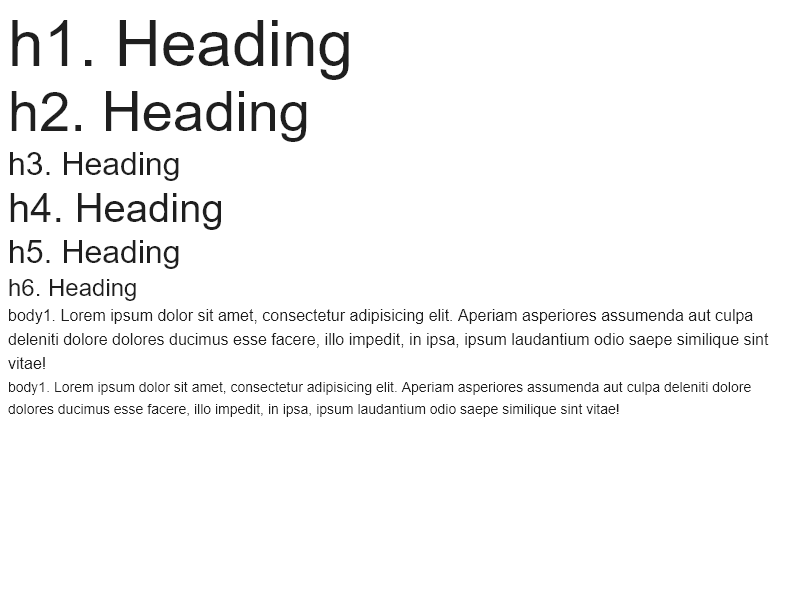 h1. Heading
h2. Heading
h3. Heading
h4. Heading
h5. Heading
h6. Heading
body1. Lorem ipsum dolor sit amet, consectetur adipisicing elit. Aperiam asperiores assumenda aut culpa
deleniti dolore dolores ducimus esse facere, illo impedit, in ipsa, ipsum laudantium odio saepe similique sint
vitae!
body1. Lorem ipsum dolor sit amet, consectetur adipisicing elit. Aperiam asperiores assumenda aut culpa deleniti dolore
dolores ducimus esse facere, illo impedit, in ipsa, ipsum laudantium odio saepe similique sint vitae!